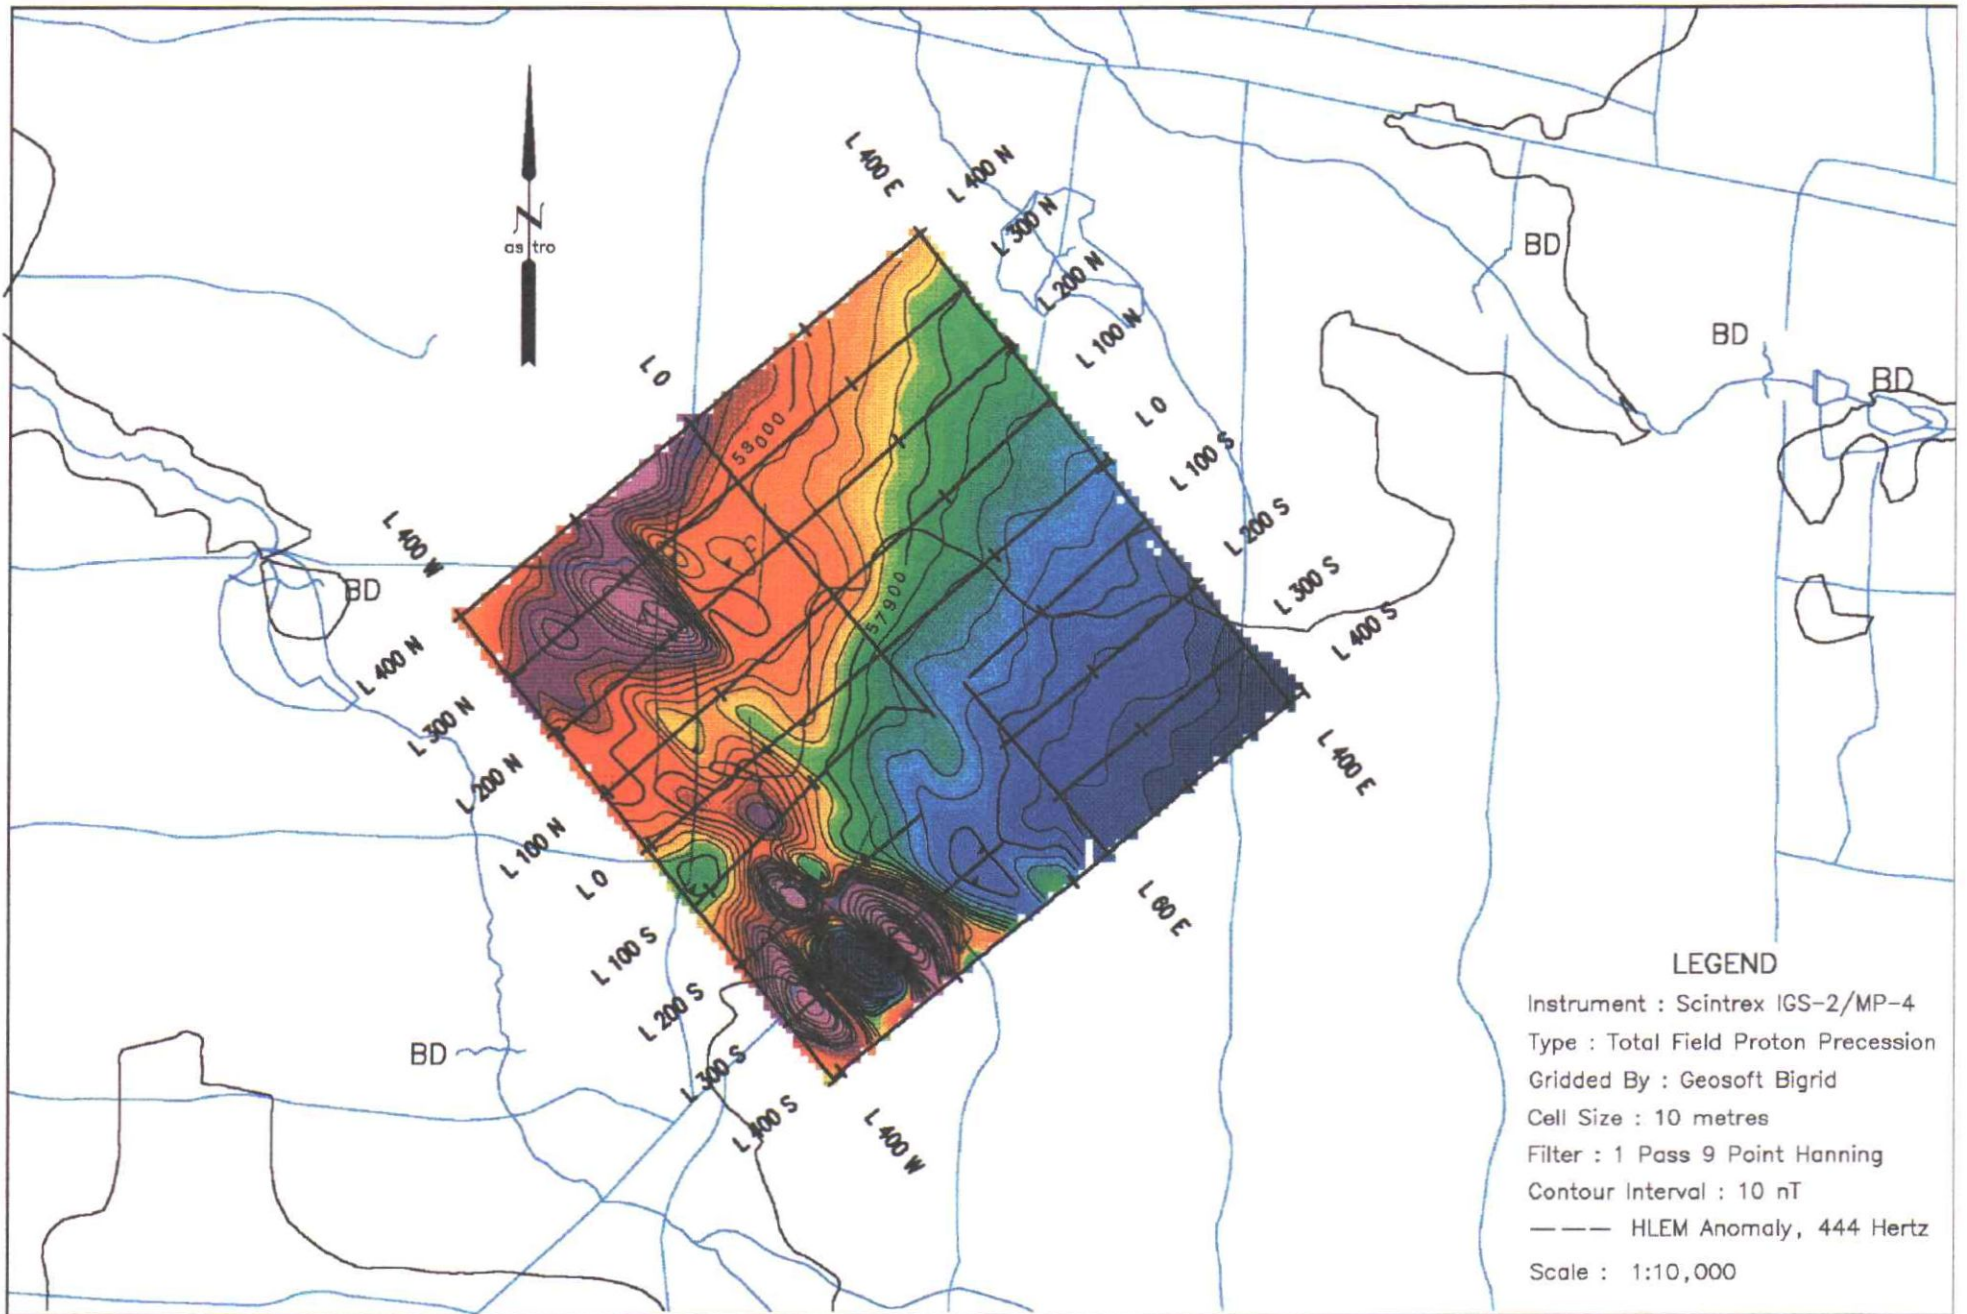 L 400 E
L 400 N
L 300 N
L 200 N
L 100 N
L 0
L 100 S
L 200 S
L 300 S
L 400 S
N
as tro
BD
BD
BD
L 0
58000
57900
L 400 W
BD
L 400 N
L 300 N
L 200 N
L 100 N
L 0
L 100 S
L 200 S
L 300 S
L 400 S
L 400 W
L 60 E
L 400 E
BD
LEGEND
Instrument : Scintrex IGS-2/MP-4
Type : Total Field Proton Precession
Gridded By : Geosoft Bigrid
Cell Size : 10 metres
Filter : 1 Pass 9 Point Hanning
Contour Interval : 10 nT
——— HLEM Anomaly, 444 Hertz
Scale : 1:10,000